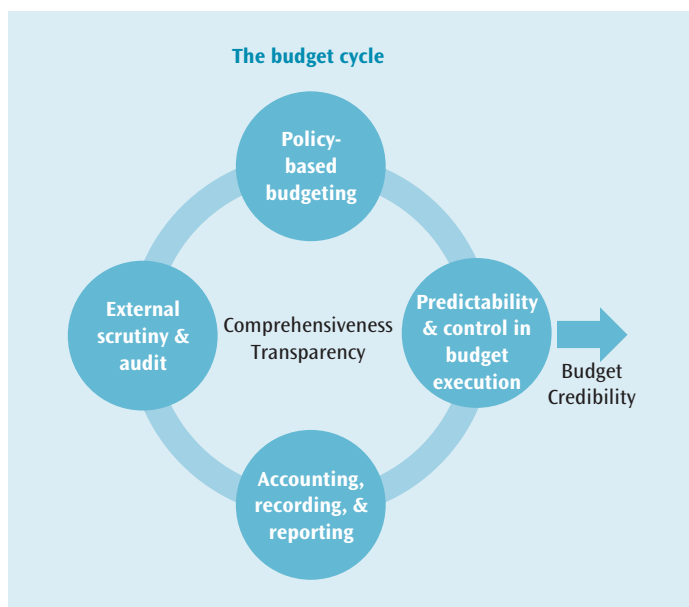 The budget cycle
Policy-
based
budgeting
External
scrutiny &
audit
Comprehensiveness
Transparency
Predictability
& control in
budget
execution
Budget
Credibility
Accounting,
recording, &
reporting